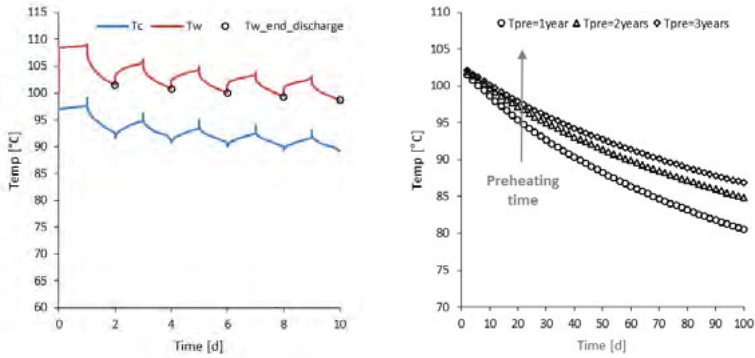 Tc Tw Tw_end_discharge
115
110
105
100
95
90
85
80
75
70
65
60
Temp [°C]
0 2 4 6 8 10
Time [d]
Tpre=1year Tpre=2years Tpre=3years
110
105
100
95
90
85
80
75
70
Temp [°C]
Preheating
time
0 10 20 30 40 50 60 70 80 90 100
Time [d]